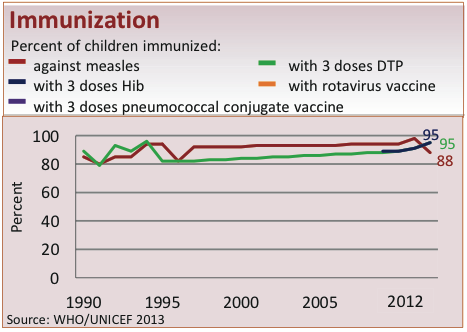 Immunization
Percent of children immunized:
against measles
with 3 doses DTP
with 3 doses Hib
with rotavirus vaccine
with 3 doses pneumococcal conjugate vaccine
100
80
60
40
20
0
Percent
95
95
88
1990 1995 2000 2005 2012
Source: WHO/UNICEF 2013